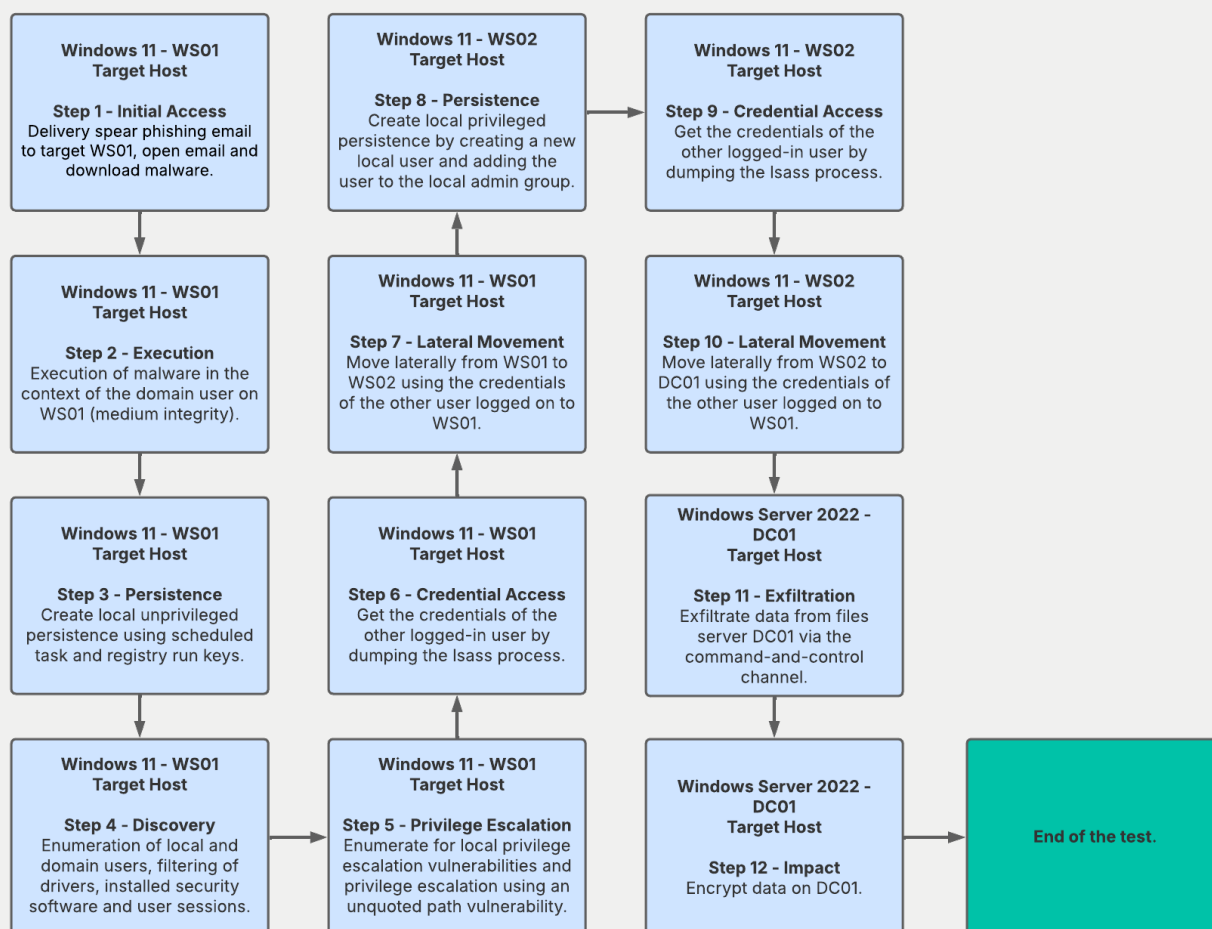 Windows 11 - WS01
Target Host
Step 1 - Initial Access
Delivery spear phishing email
to target WS01, open email and
download malware.
Windows 11 - WS01
Target Host
Step 2 - Execution
Execution of malware in the
context of the domain user on
WS01 (medium integrity).
Windows 11 - WS01
Target Host
Step 3 - Persistence
Create local unprivileged
persistence using scheduled
task and registry run keys.
Windows 11 - WS01
Target Host
Step 4 - Discovery
Enumeration of local and
domain users, filtering of
drivers, installed security
software and user sessions.
Windows 11 - WS01
Target Host
Step 5 - Privilege Escalation
Enumerate for local privilege
escalation vulnerabilities and
privilege escalation using an
unquoted path vulnerability.
Windows 11 - WS01
Target Host
Step 6 - Credential Access
Get the credentials of the
other logged-in user by
dumping the lsass process.
Windows 11 - WS01
Target Host
Step 7 - Lateral Movement
Move laterally from WS01 to
WS02 using the credentials
of the other user logged on to
WS01.
Windows 11 - WS02
Target Host
Step 8 - Persistence
Create local privileged
persistence by creating a new
local user and adding the
user to the local admin group.
Windows 11 - WS02
Target Host
Step 9 - Credential Access
Get the credentials of the
other logged-in user by
dumping the lsass process.
Windows 11 - WS02
Target Host
Step 10 - Lateral Movement
Move laterally from WS02 to
DC01 using the credentials of
the other user logged on to
WS01.
Windows Server 2022 -
DC01
Target Host
Step 11 - Exfiltration
Exfiltrate data from files
server DC01 via the
command-and-control
channel.
Windows Server 2022 -
DC01
Target Host
Step 12 - Impact
Encrypt data on DC01.
End of the test.